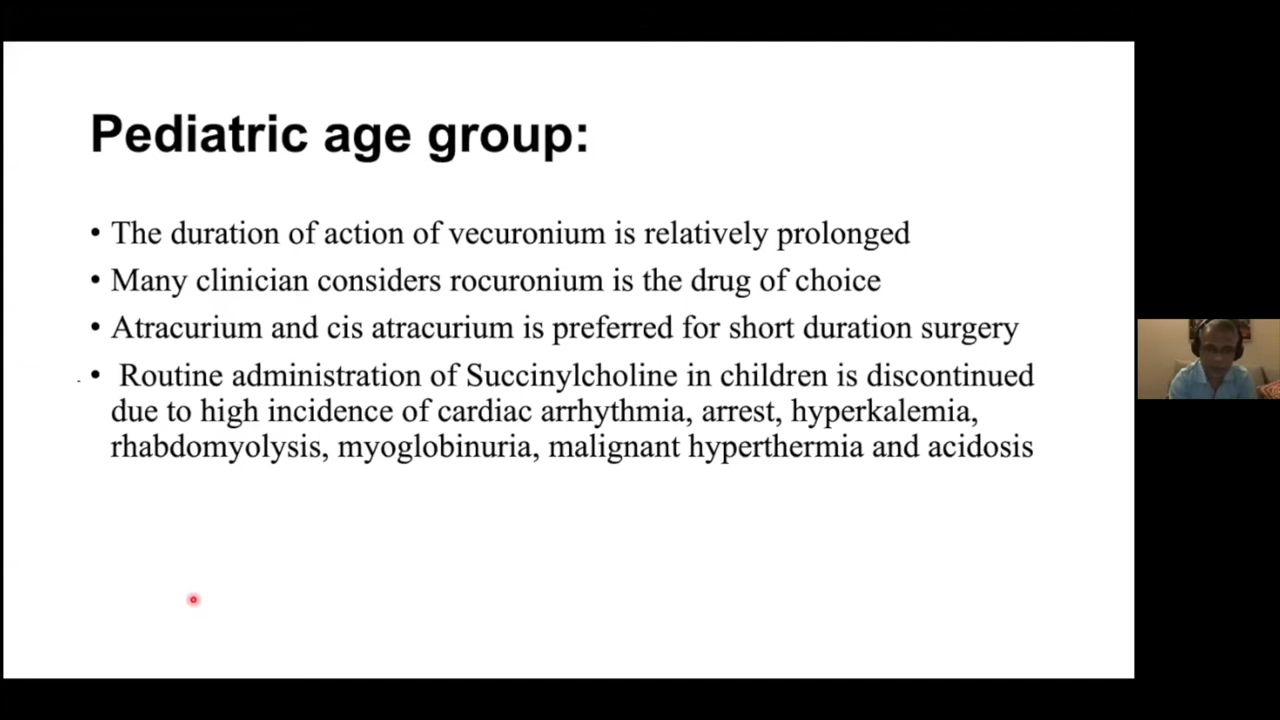 Pediatric age group:
• The duration of action of vecuronium is relatively prolonged
• Many clinician considers rocuronium is the drug of choice
• Atracurium and cis atracurium is preferred for short duration surgery
• Routine administration of Succinylcholine in children is discontinued
due to high incidence of cardiac arrhythmia, arrest, hyperkalemia,
rhabdomyolysis, myoglobinuria, malignant hyperthermia and acidosis